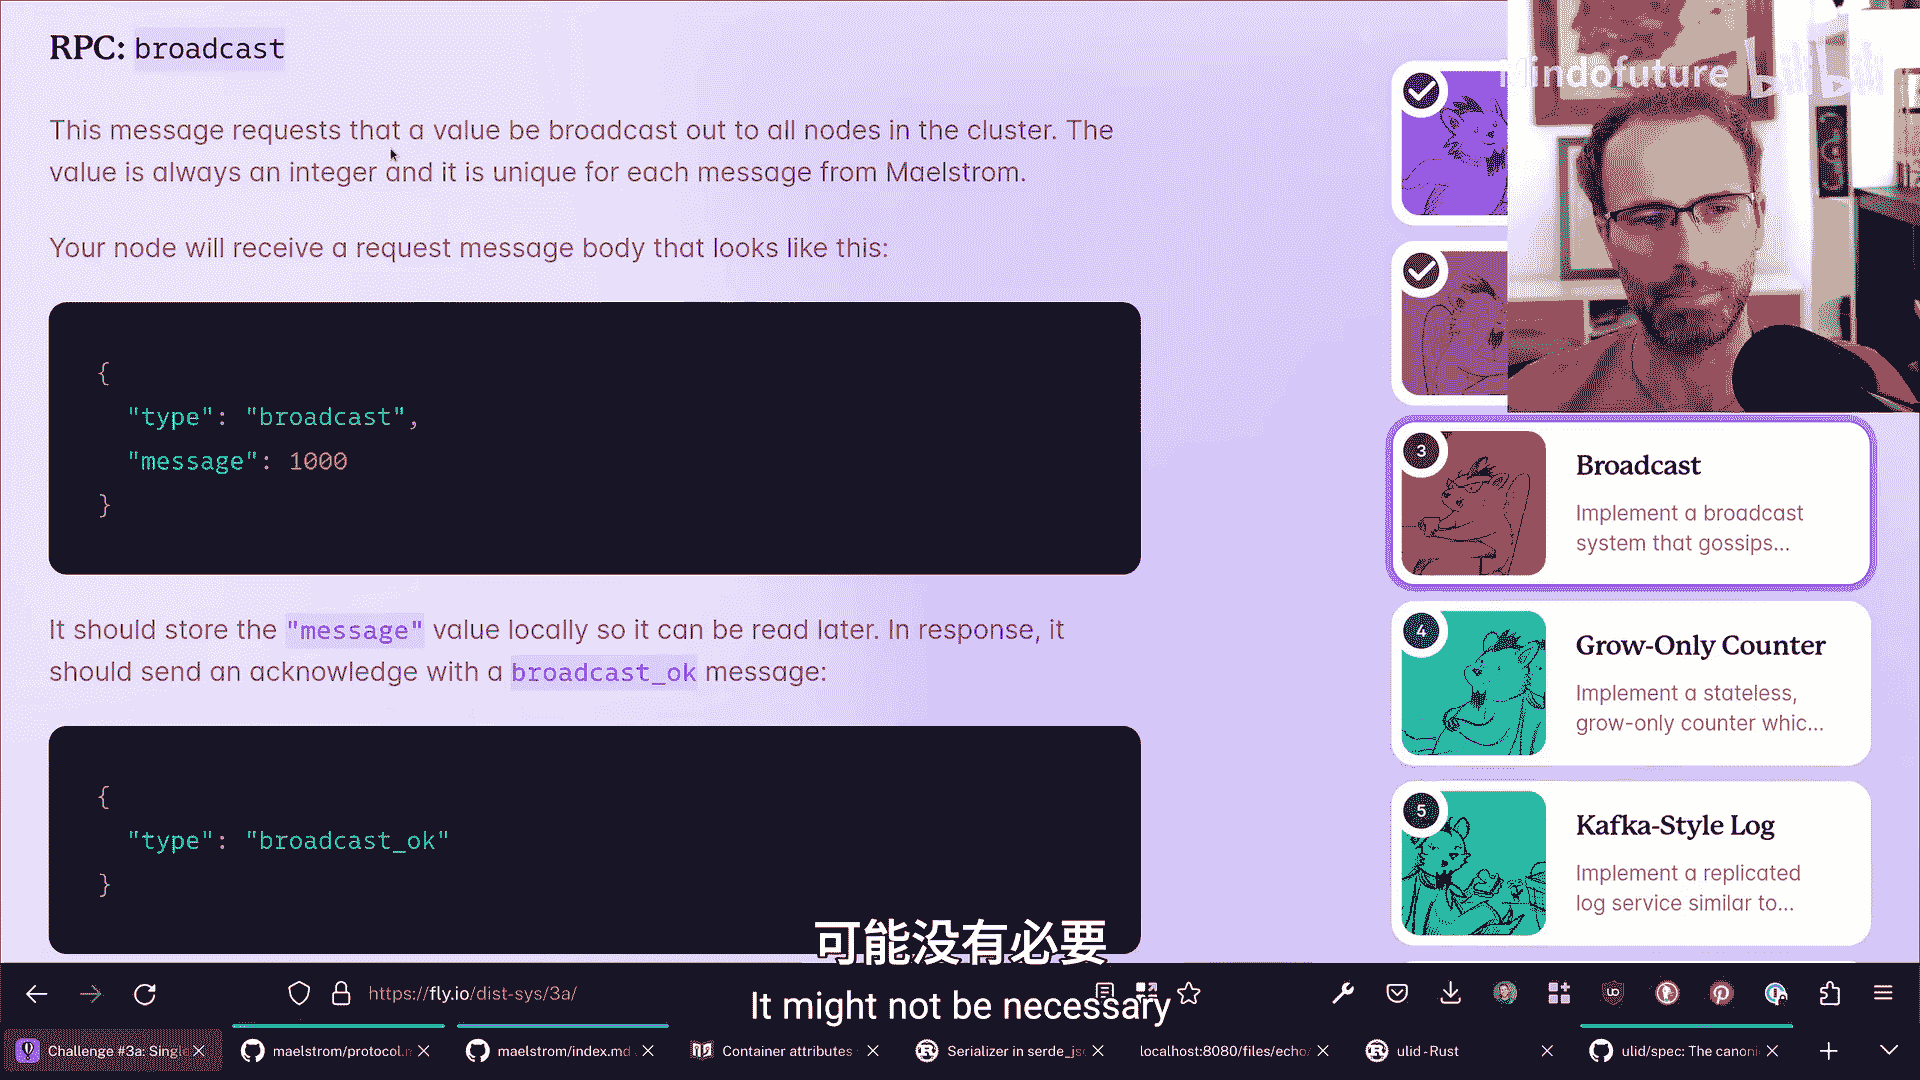 RPC: broadcast
This message requests that a value be broadcast out to all nodes in the cluster. The
value is always an integer and it is unique for each message from Maelstrom.
Your node will receive a request message body that looks like this:
{
"type": "broadcast",
"message": 1000
}
It should store the "message" value locally so it can be read later. In response, it
should send an acknowledge with a broadcast_ok message:
{
"type": "broadcast_ok"
}
Mindofuture bilibili
3
Broadcast
Implement a broadcast
system that gossips...
4
Grow-Only Counter
Implement a stateless,
grow-only counter whic...
5
Kafka-Style Log
Implement a replicated
log service similar to...
可能没有必要
It might not be necessary
https://fly.io/dist-sys/3a/
Challenge #3a: Single
maelstrom/protocol.m
maelstrom/index.md
Container attributes
Serializer in serde_js
localhost:8080/files/echo/
ulid - Rust
ulid/spec: The canoni